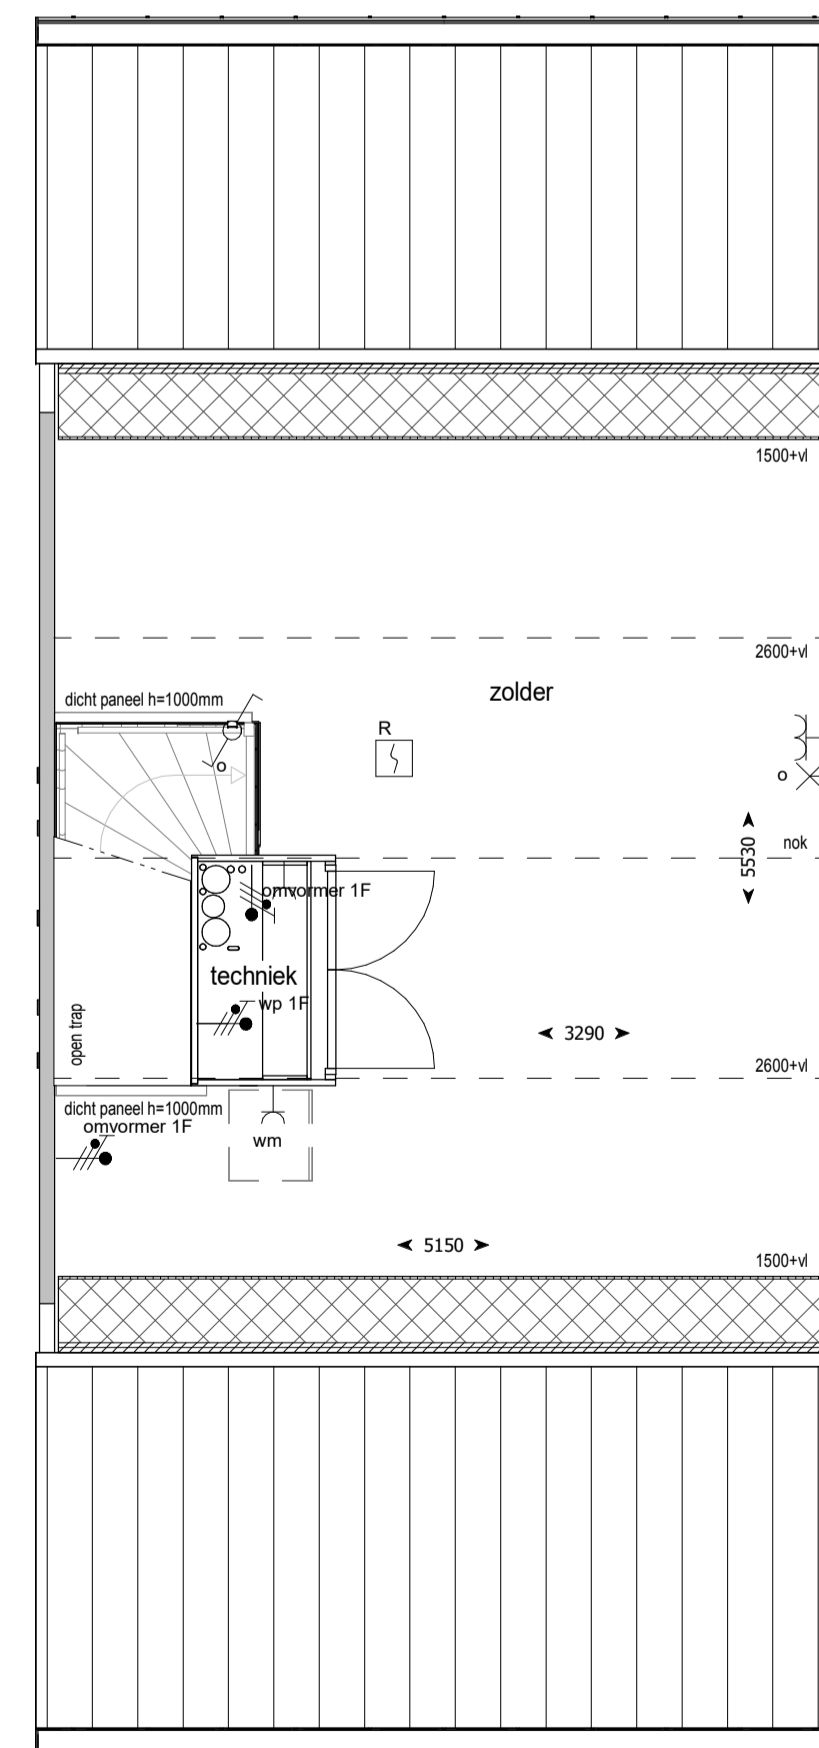 1500+vl
2600+vl
zolder
dicht paneel h=1000mm
R
o
o
5530
nok
omvormer 1F
techniek
wp 1F
open trap
3290
2600+vl
dicht paneel h=1000mm
omvormer 1F
wm
5150
1500+vl